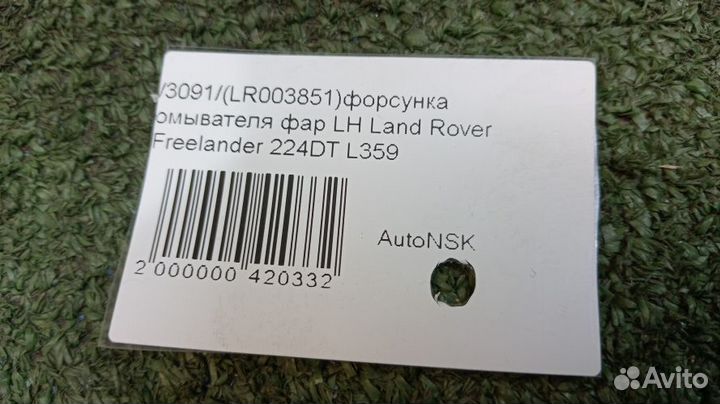 /3091/(LR003851)форсунка
омывателя фар LH Land Rover
Freelander 224DT L359
AutoNSK
2 000000 420332
Avito